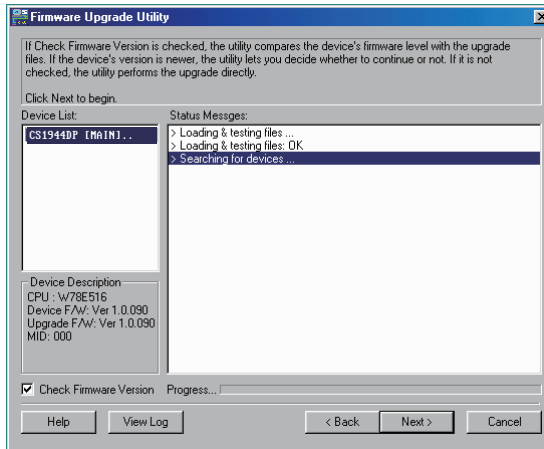 Firmware Upgrade Utility
If Check Firmware Version is checked, the utility compares the device's firmware level with the upgrade
files. If the device's version is newer, the utility lets you decide whether to continue or not. If it is not
checked, the utility performs the upgrade directly.
Click Next to begin.
Device List:
CS1944DP [MAIN]..
Status Messges:
> Loading & testing files ...
> Loading & testing files: OK
> Searching for devices ...
Device Description
CPU : W78E516
Device F/W: Ver 1.0.090
Upgrade F/W: Ver 1.0.090
MID: 000
Check Firmware Version Progress...
Help View Log < Back Next > Cancel